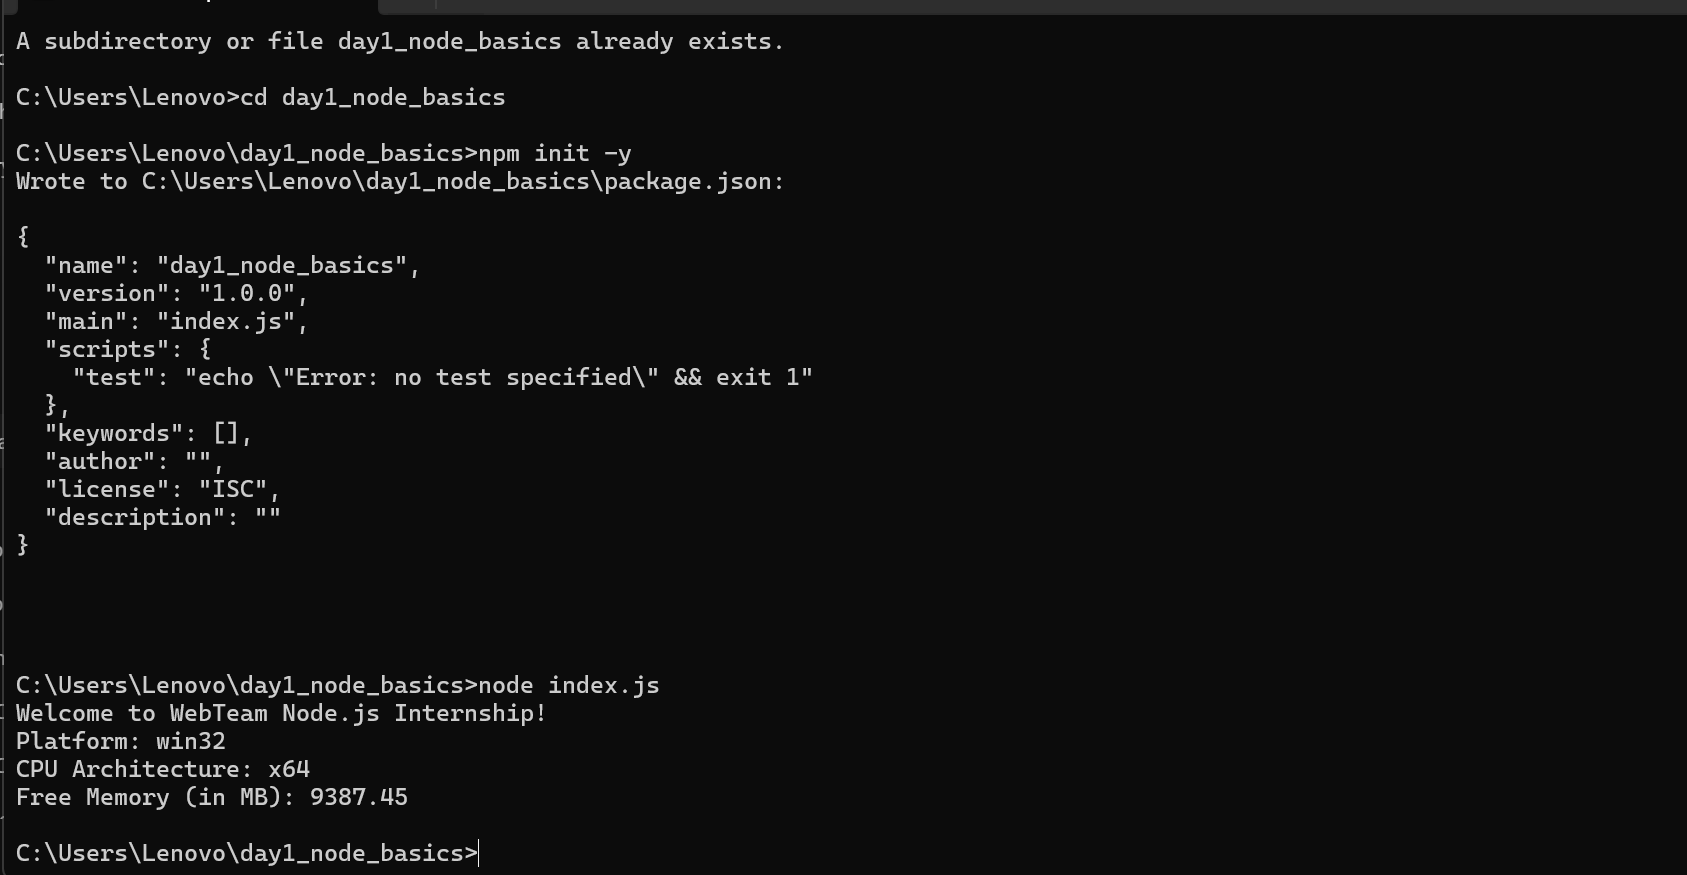 A subdirectory or file day1_node_basics already exists.
C:\Users\Lenovo>cd day1_node_basics
C:\Users\Lenovo\day1_node_basics>npm init -y
Wrote to C:\Users\Lenovo\day1_node_basics\package.json:
{
  "name": "day1_node_basics",
  "version": "1.0.0",
  "main": "index.js",
  "scripts": {
    "test": "echo \"Error: no test specified\" && exit 1"
  },
  "keywords": [],
  "author": "",
  "license": "ISC",
  "description": ""
}
C:\Users\Lenovo\day1_node_basics>node index.js
Welcome to WebTeam Node.js Internship!
Platform: win32
CPU Architecture: x64
Free Memory (in MB): 9387.45
C:\Users\Lenovo\day1_node_basics>